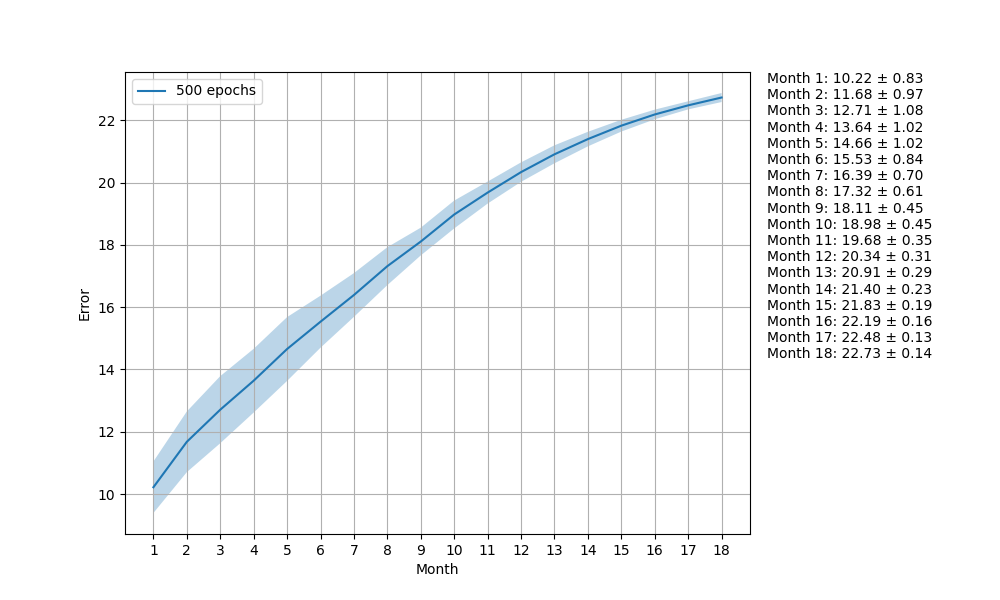 500 epochs
Error
22
20
18
16
14
12
10
1 2 3 4 5 6 7 8 9 10 11 12 13 14 15 16 17 18
Month
Month 1: 10.22 ± 0.83
Month 2: 11.68 ± 0.97
Month 3: 12.71 ± 1.08
Month 4: 13.64 ± 1.02
Month 5: 14.66 ± 1.02
Month 6: 15.53 ± 0.84
Month 7: 16.39 ± 0.70
Month 8: 17.32 ± 0.61
Month 9: 18.11 ± 0.45
Month 10: 18.98 ± 0.45
Month 11: 19.68 ± 0.35
Month 12: 20.34 ± 0.31
Month 13: 20.91 ± 0.29
Month 14: 21.40 ± 0.23
Month 15: 21.83 ± 0.19
Month 16: 22.19 ± 0.16
Month 17: 22.48 ± 0.13
Month 18: 22.73 ± 0.14